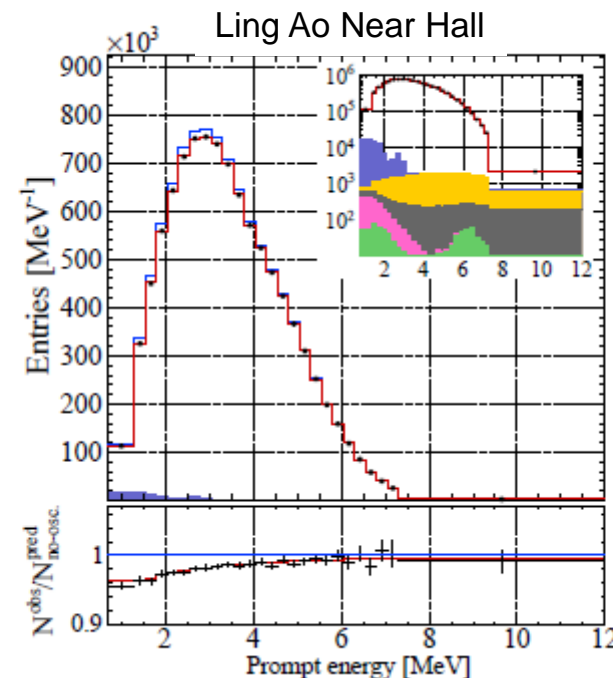 Ling Ao Near Hall
×10³
900
800
700
600
500
400
300
200
100
Entries [MeV⁻¹]
10⁶
10⁵
10⁴
10³
10²
2 4 6 8 10 12
1
0.9
N^obs/N^pred_no-osc.
2 4 6 8 10 12
Prompt energy [MeV]